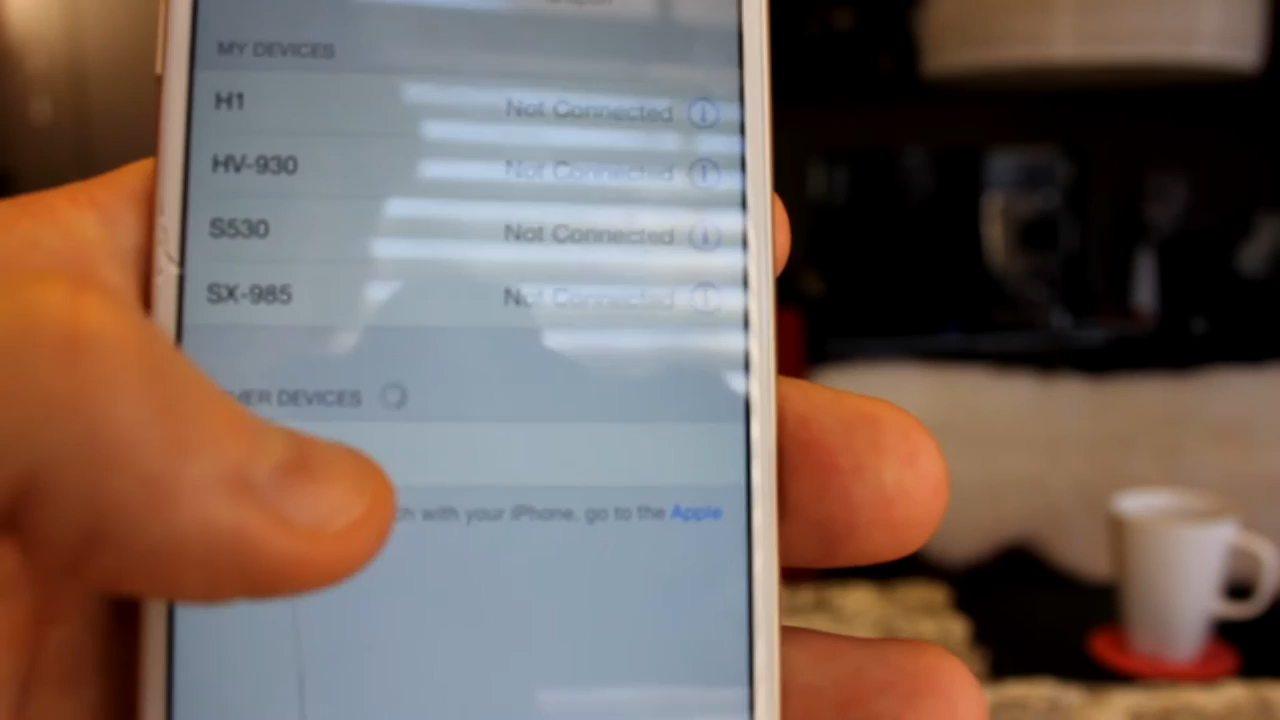 MY DEVICES
H1 Not Connected
HV-930 Not Connected
S530 Not Connected
SX-985 Not Connected
DEVICES
with your iPhone, go to the Apple